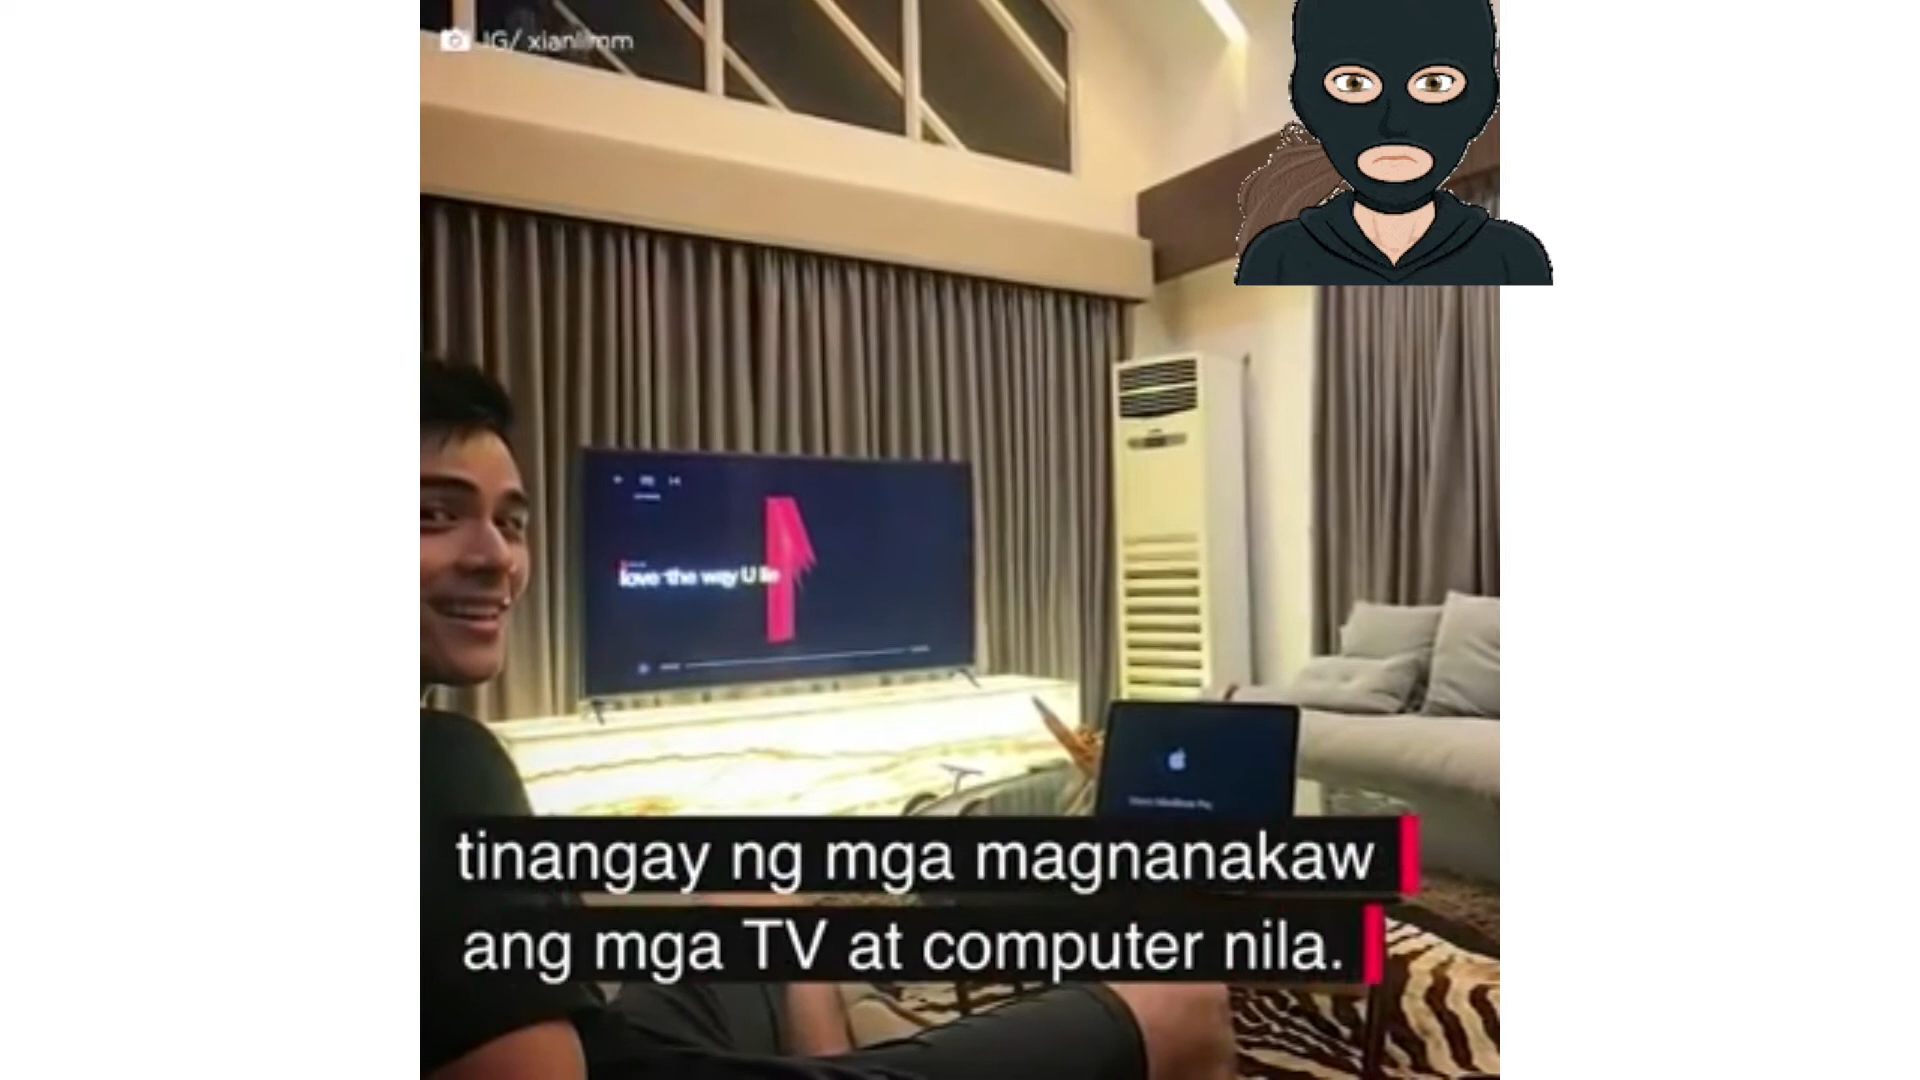 IG/ xianlimm
love the way U lie
tinangay ng mga magnanakaw
ang mga TV at computer nila.